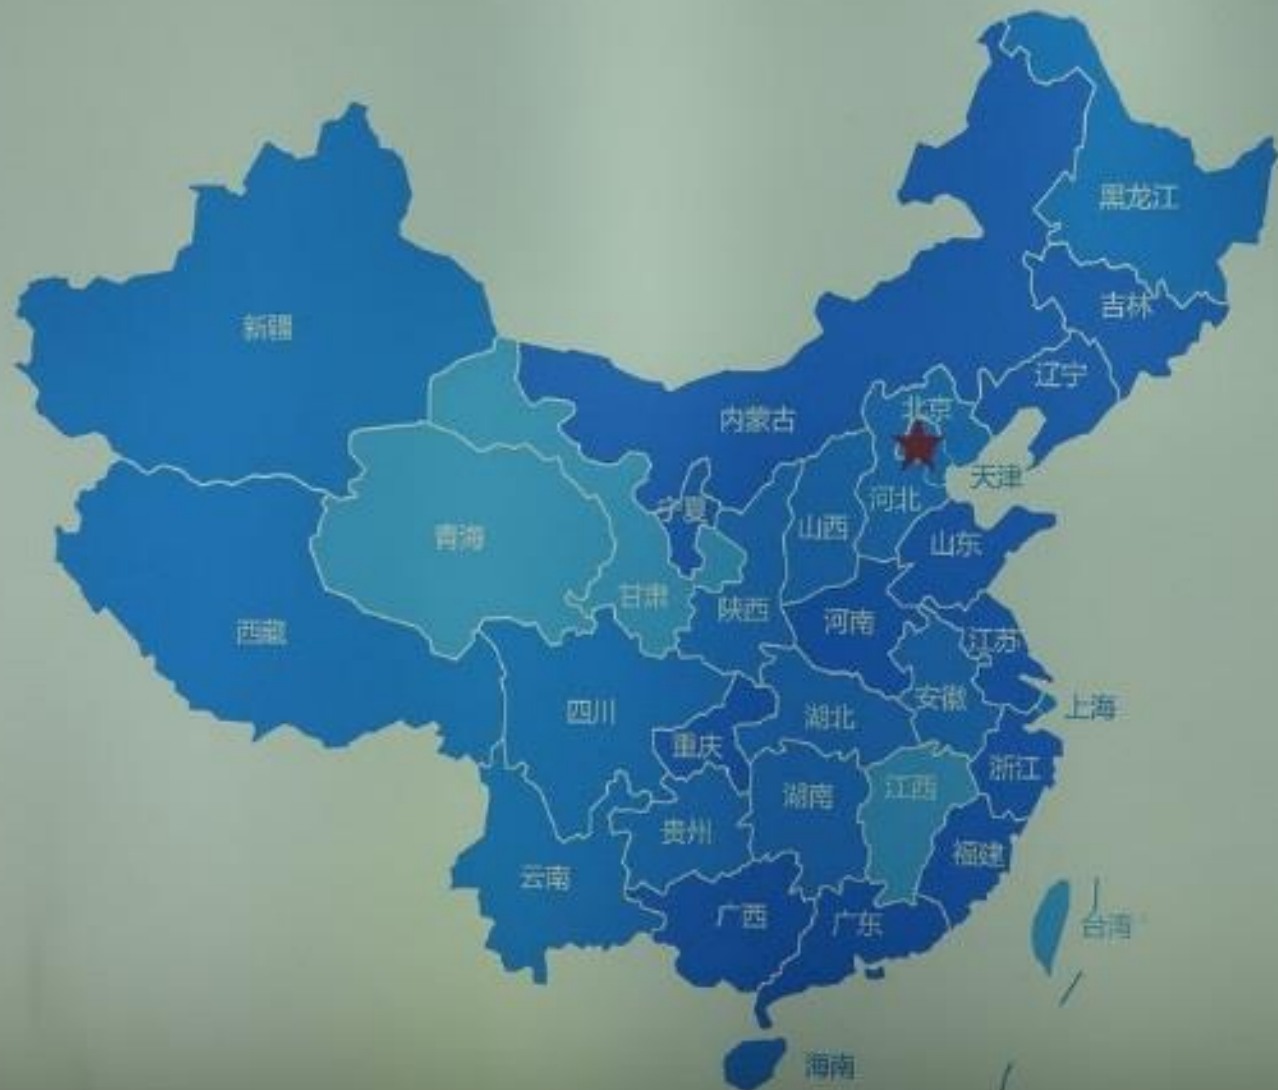 黑龙江
吉林
新疆
辽宁
北京
内蒙古
天津
河北
宁夏
山西
青海
山东
甘肃
陕西
河南
西藏
江苏
安徽
上海
四川
湖北
重庆
浙江
江西
湖南
贵州
福建
云南
广西
广东
台湾
海南